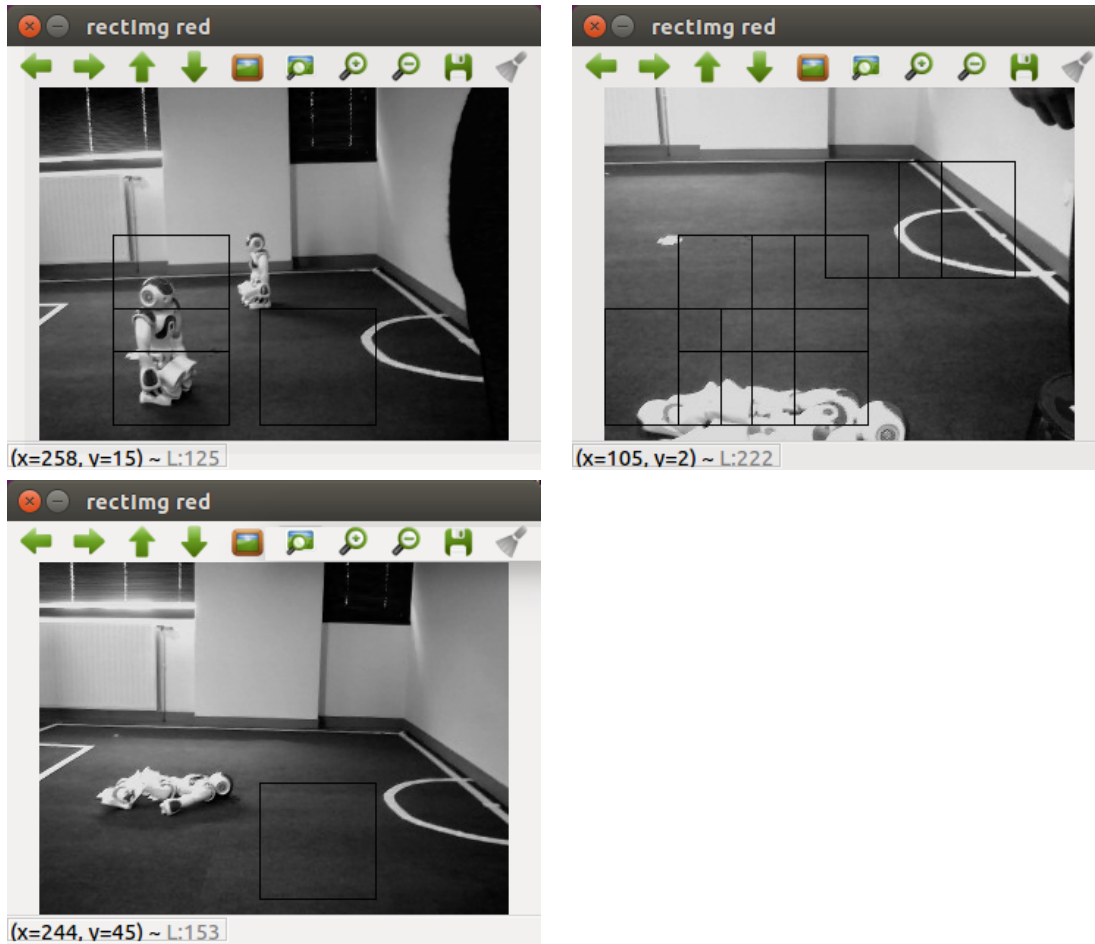 rectImg red
(x=258, y=15) ~ L:125
rectImg red
(x=105, y=2) ~ L:222
rectImg red
(x=244, y=45) ~ L:153